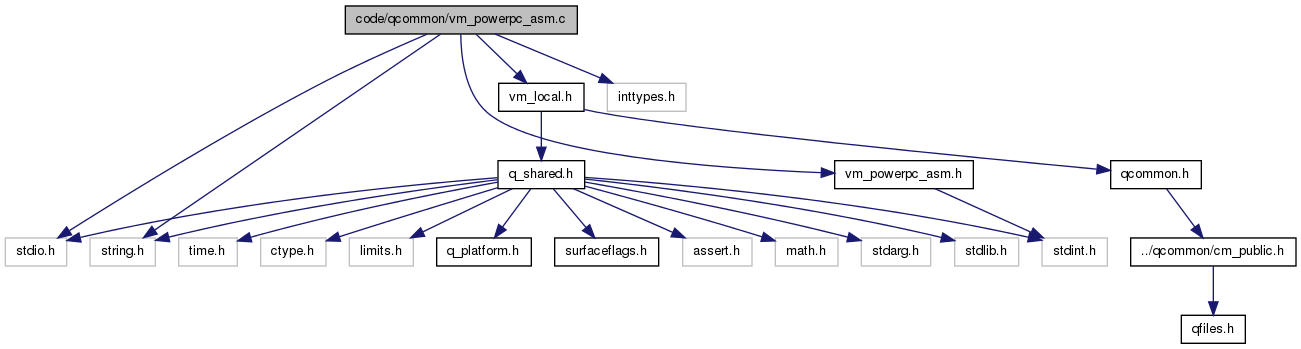 code/qcommon/vm_powerpc_asm.c
vm_local.h
inttypes.h
q_shared.h
vm_powerpc_asm.h
qcommon.h
stdio.h
string.h
time.h
ctype.h
limits.h
q_platform.h
surfaceflags.h
assert.h
math.h
stdarg.h
stdlib.h
stdint.h
../qcommon/cm_public.h
qfiles.h